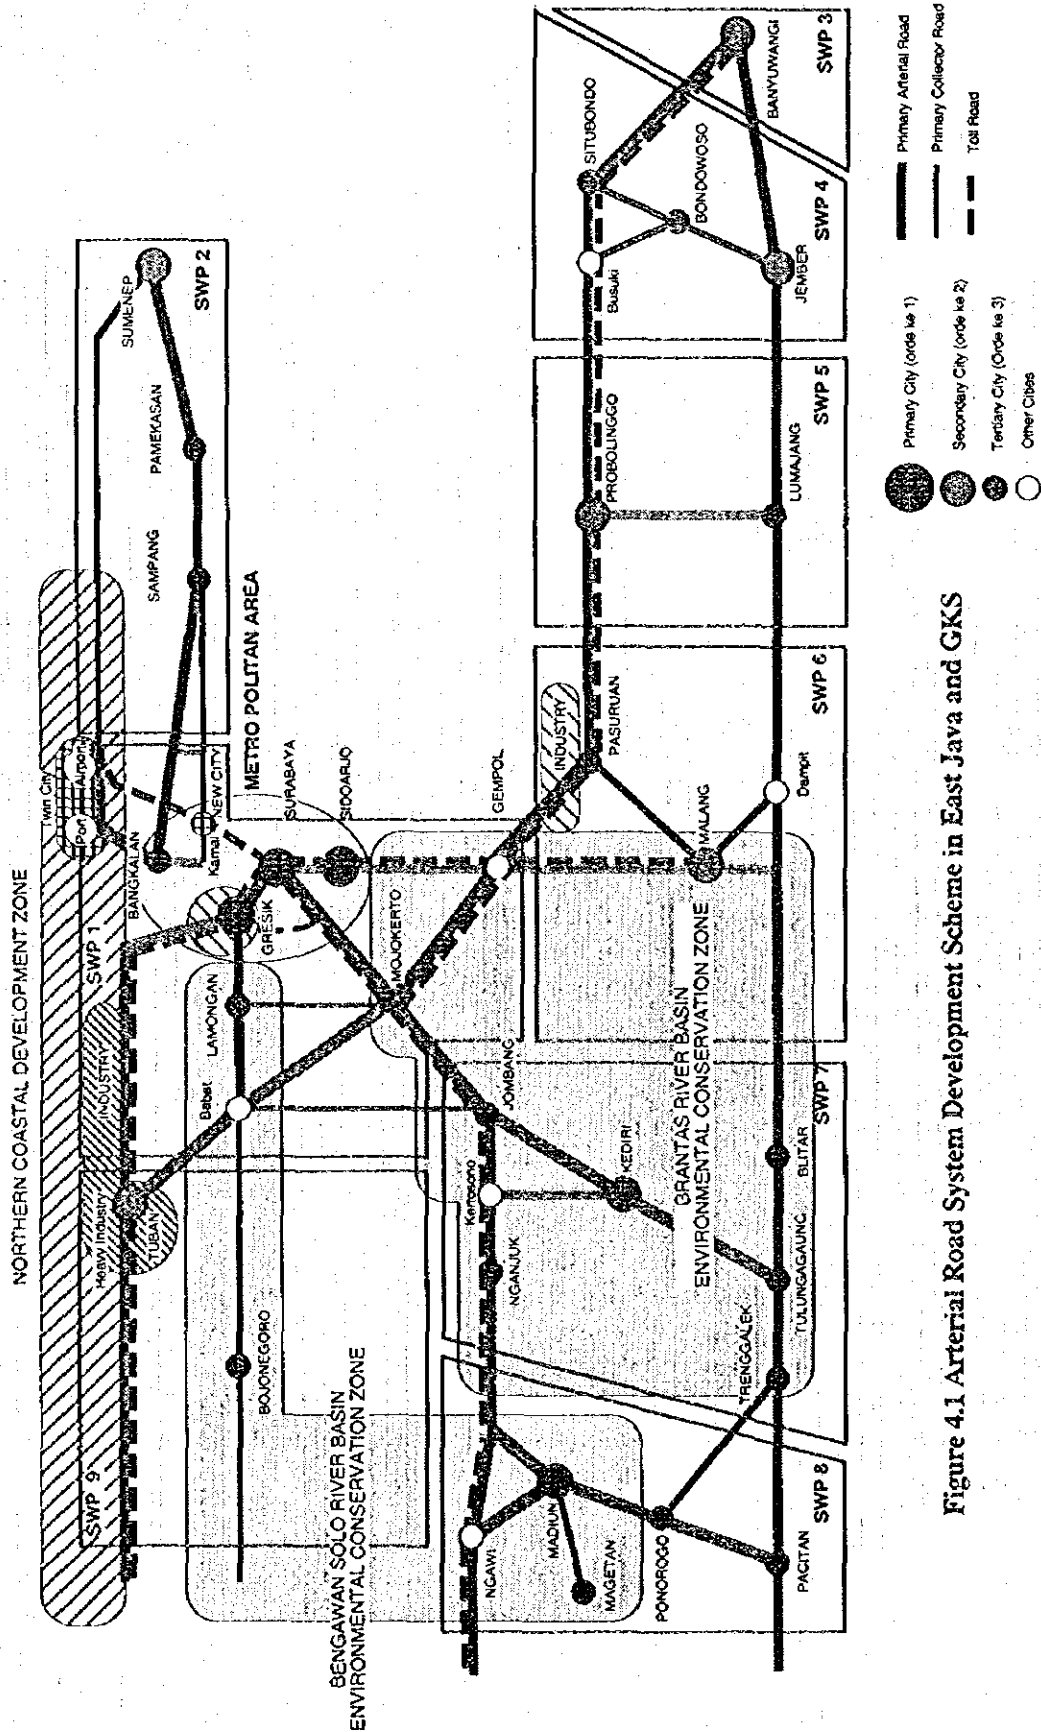 NORTHERN COASTAL DEVELOPMENT ZONE
SWP 9
Heavy Industry
INDUSTRY
TUBAN
SWP 1
Twin City
Port
Airport
BANGKALAN
Kamal
NEW CITY
SAMPANG
PAMEKASAN
SUMENEP
SWP 2
METRO POLITAN AREA
BOJONEGORO
Babat
LAMONGAN
GRESIK
SURABAYA
SIDOARJO
BENGAWAN SOLO RIVER BASIN
ENVIRONMENTAL CONSERVATION ZONE
MOJOKERTO
GEMPOL
NGAWI
MADIUN
MAGETAN
PONOROGO
PACITAN
SWP 8
NGANJUK
Kertosono
JOMBANG
KEDIRI
TRENGGALEK
TULUNGAGAUNG
BLITAR
SWP 7
BRANTAS RIVER BASIN
ENVIRONMENTAL CONSERVATION ZONE
INDUSTRY
PASURUAN
MALANG
Dampit
SWP 6
PROBOLINGGO
LUMAJANG
SWP 5
Busuki
SITUBONDO
BONDOWOSO
JEMBER
SWP 4
BANYUWANGI
SWP 3
Primary City (orde ke 1)
Secondary City (orde ke 2)
Tertiary City (Orde ke 3)
Other Cities
Primary Arterial Road
Primary Collector Road
Toll Road
Figure 4.1 Arterial Road System Development Scheme in East Java and GKS